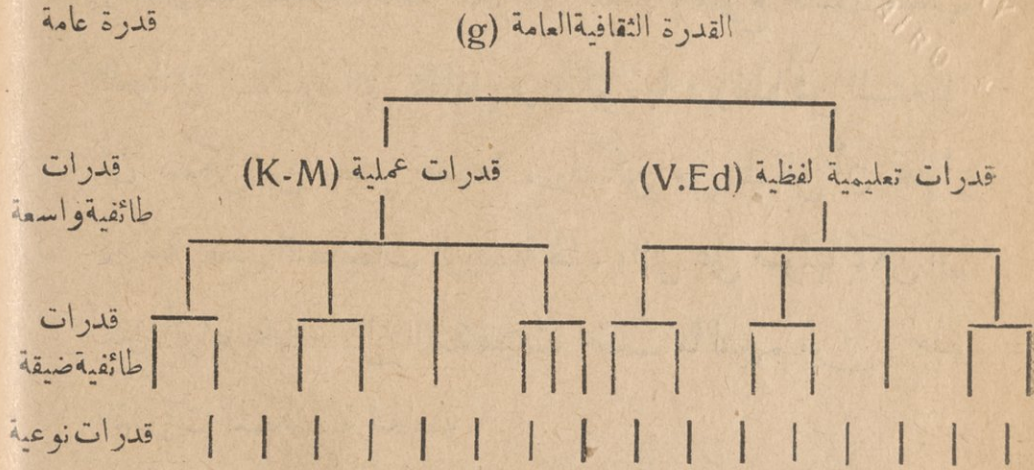 القدرة الثقافية العامة (g)
قدرة عامة
قدرات تعليمية لفظية (V.Ed)
قدرات عملية (K-M)
قدرات
طائفية واسعة
قدرات
طائفية ضيقة
قدرات نوعية